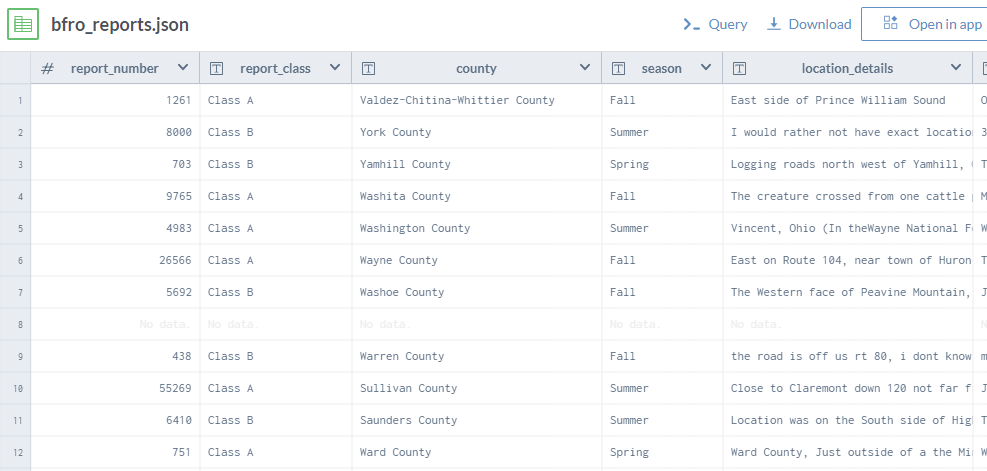 bfro_reports.json
>_ Query Download Open in app
# report_number T report_class T county T season T location_details T
1 1261 Class A Valdez-Chitina-Whittier County Fall East side of Prince William Sound O
2 8000 Class B York County Summer I would rather not have exact locatio 3
3 703 Class B Yamhill County Spring Logging roads north west of Yamhill, T
4 9765 Class A Washita County Fall The creature crossed from one cattle M
5 4983 Class A Washington County Summer Vincent, Ohio (In theWayne National F W
6 26566 Class A Wayne County Fall East on Route 104, near town of Huron T
7 5692 Class B Washoe County Fall The Western face of Peavine Mountain, J
8 No data. No data. No data. No data. No data. N
9 438 Class B Warren County Fall the road is off us rt 80, i dont know m
10 55269 Class A Sullivan County Summer Close to Claremont down 120 not far f J
11 6410 Class B Saunders County Summer Location was on the South side of Hig T
12 751 Class A Ward County Spring Ward County, Just outside of a the Mi W